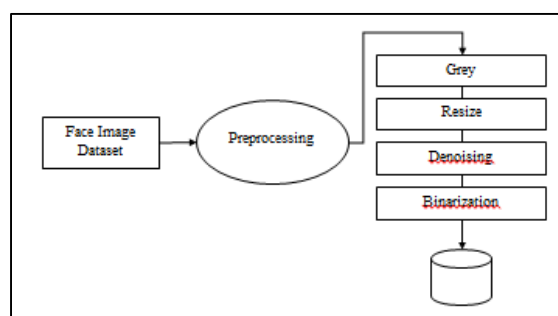 Face Image
Dataset
Preprocessing
Grey
Resize
Denoising
Binarization